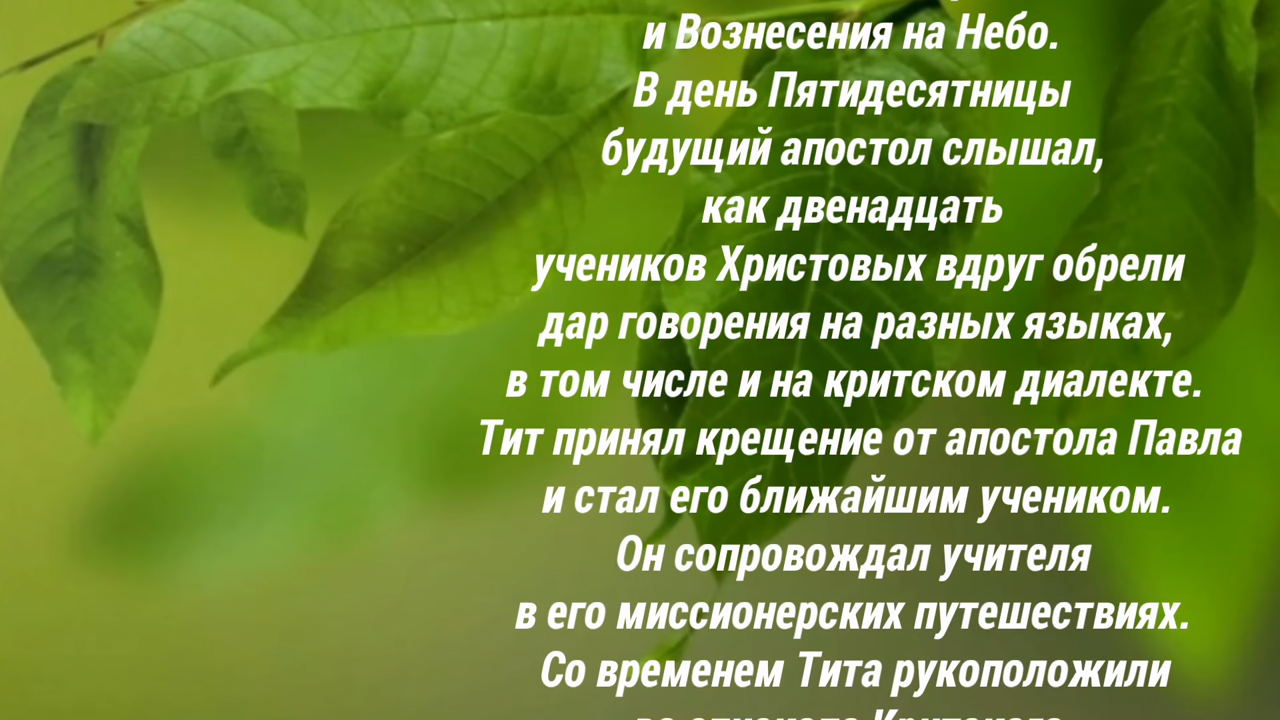 и Вознесения на Небо.
В день Пятидесятницы
будущий апостол слышал,
как двенадцать
учеников Христовых вдруг обрели
дар говорения на разных языках,
в том числе и на критском диалекте.
Тит принял крещение от апостола Павла
и стал его ближайшим учеником.
Он сопровождал учителя
в его миссионерских путешествиях.
Со временем Тита рукоположили